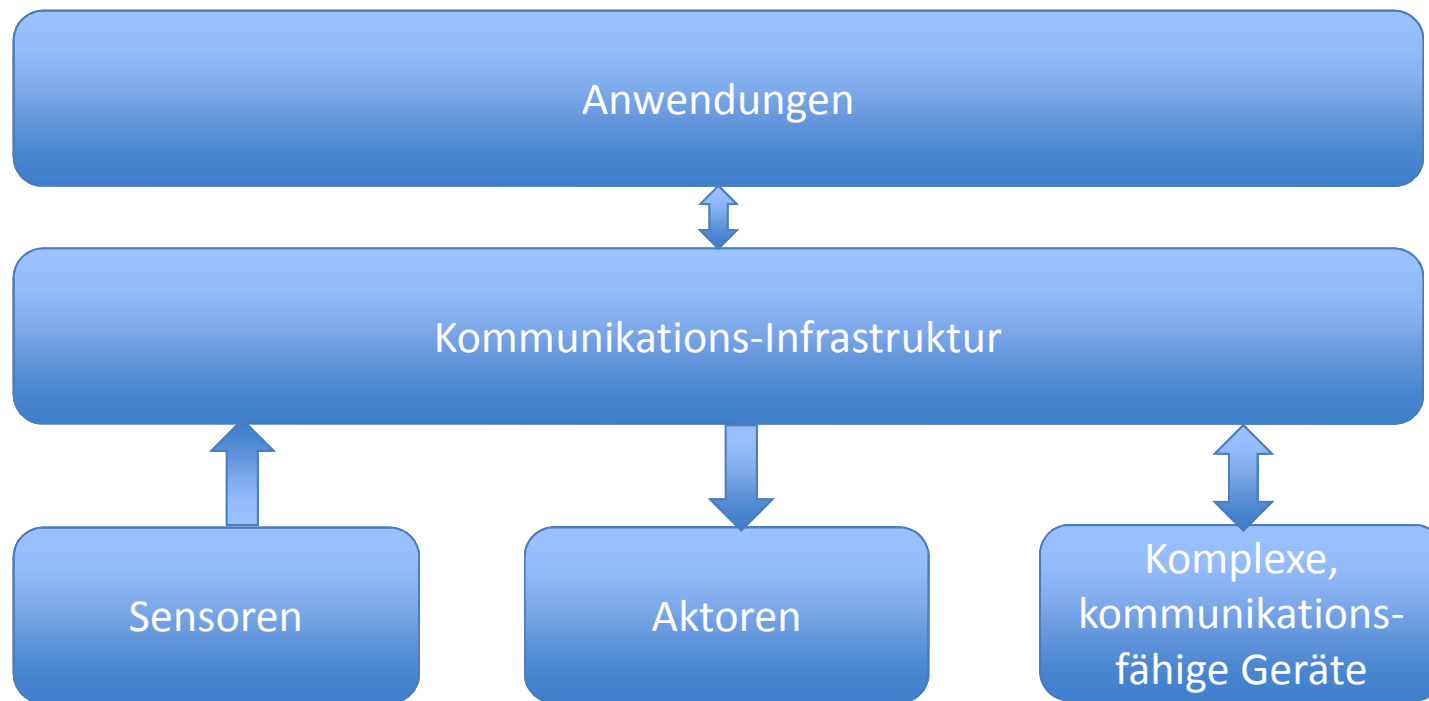 Anwendungen
Kommunikations-Infrastruktur
Sensoren
Aktoren
Komplexe,
kommunikations-
fähige Geräte